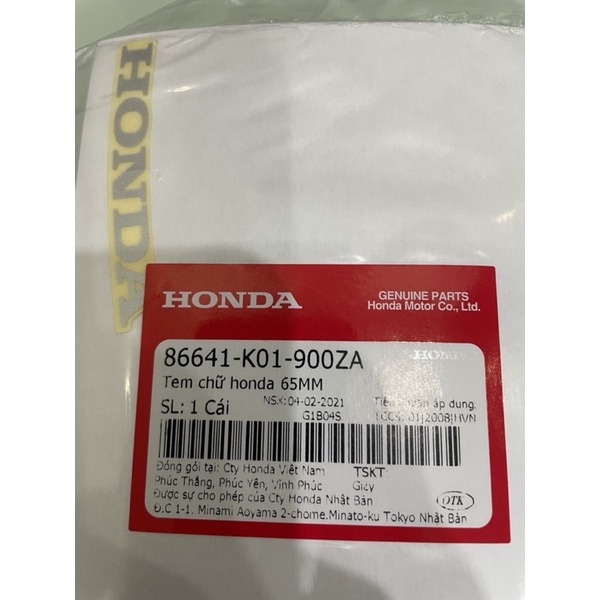 HONDA
HONDA
GENUINE PARTS
Honda Motor Co., Ltd.
86641-K01-900ZA
HONDA
Tem chữ honda 65MM
SL: 1 Cái
NSX:04-02-2021
G1B04S
áp dụng.
Đóng gói tại: Cty Honda Việt Nam
TSKT
Phúc Thắng, Phúc Yên, Vĩnh Phúc
Được sự cho phép của Cty Honda Nhật Bản
Đ.C 1-1, Minami Aoyama 2-chome,Minato-ku Tokyo Nhật Bản